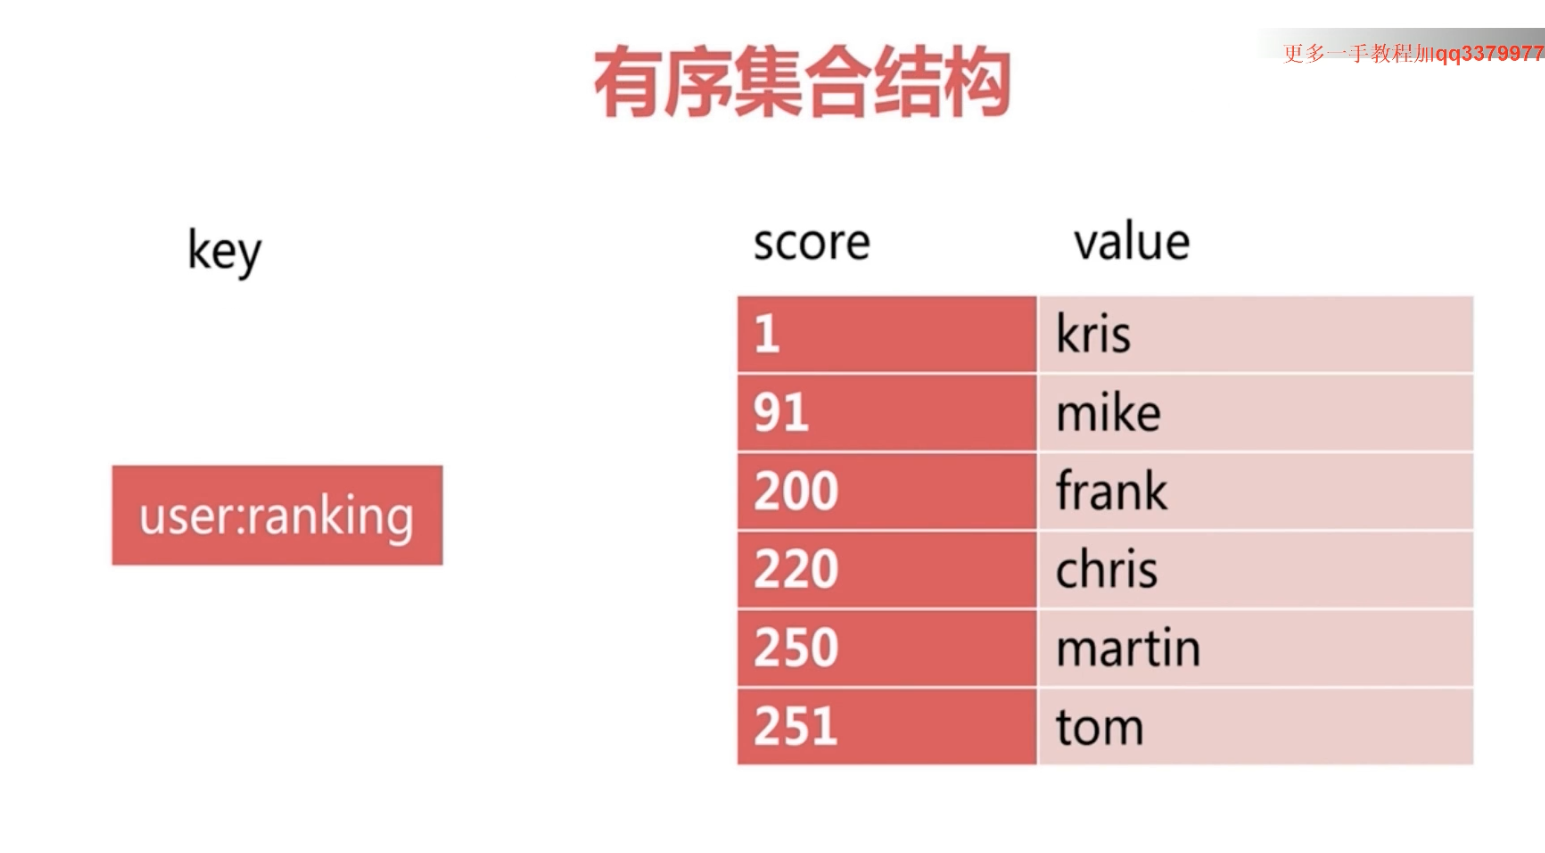 有序集合结构
更多一手教程加qq3379977
key
score value
1 kris
91 mike
200 frank
user:ranking
220 chris
250 martin
251 tom